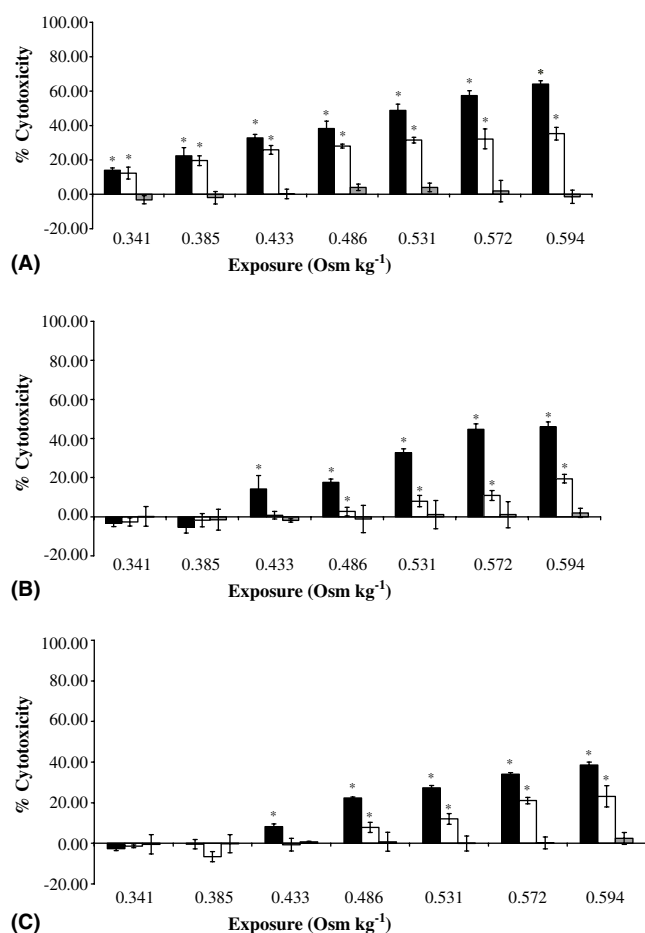 100.00
80.00
60.00
40.00
20.00
0.00
-20.00
% Cytotoxicity
* * * * * * * * * * * * * *
0.341 0.385 0.433 0.486 0.531 0.572 0.594
(A) Exposure (Osm kg⁻¹)
100.00
80.00
60.00
40.00
20.00
0.00
-20.00
% Cytotoxicity
* * * * * * * * *
0.341 0.385 0.433 0.486 0.531 0.572 0.594
(B) Exposure (Osm kg⁻¹)
100.00
80.00
60.00
40.00
20.00
0.00
-20.00
% Cytotoxicity
* * * * * * * * *
0.341 0.385 0.433 0.486 0.531 0.572 0.594
(C) Exposure (Osm kg⁻¹)